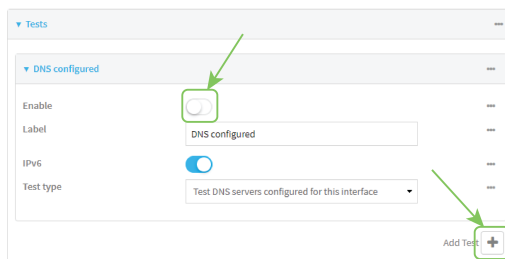 Tests
DNS configured
Enable
Label
DNS configured
IPv6
Test type
Test DNS servers configured for this interface
Add Test